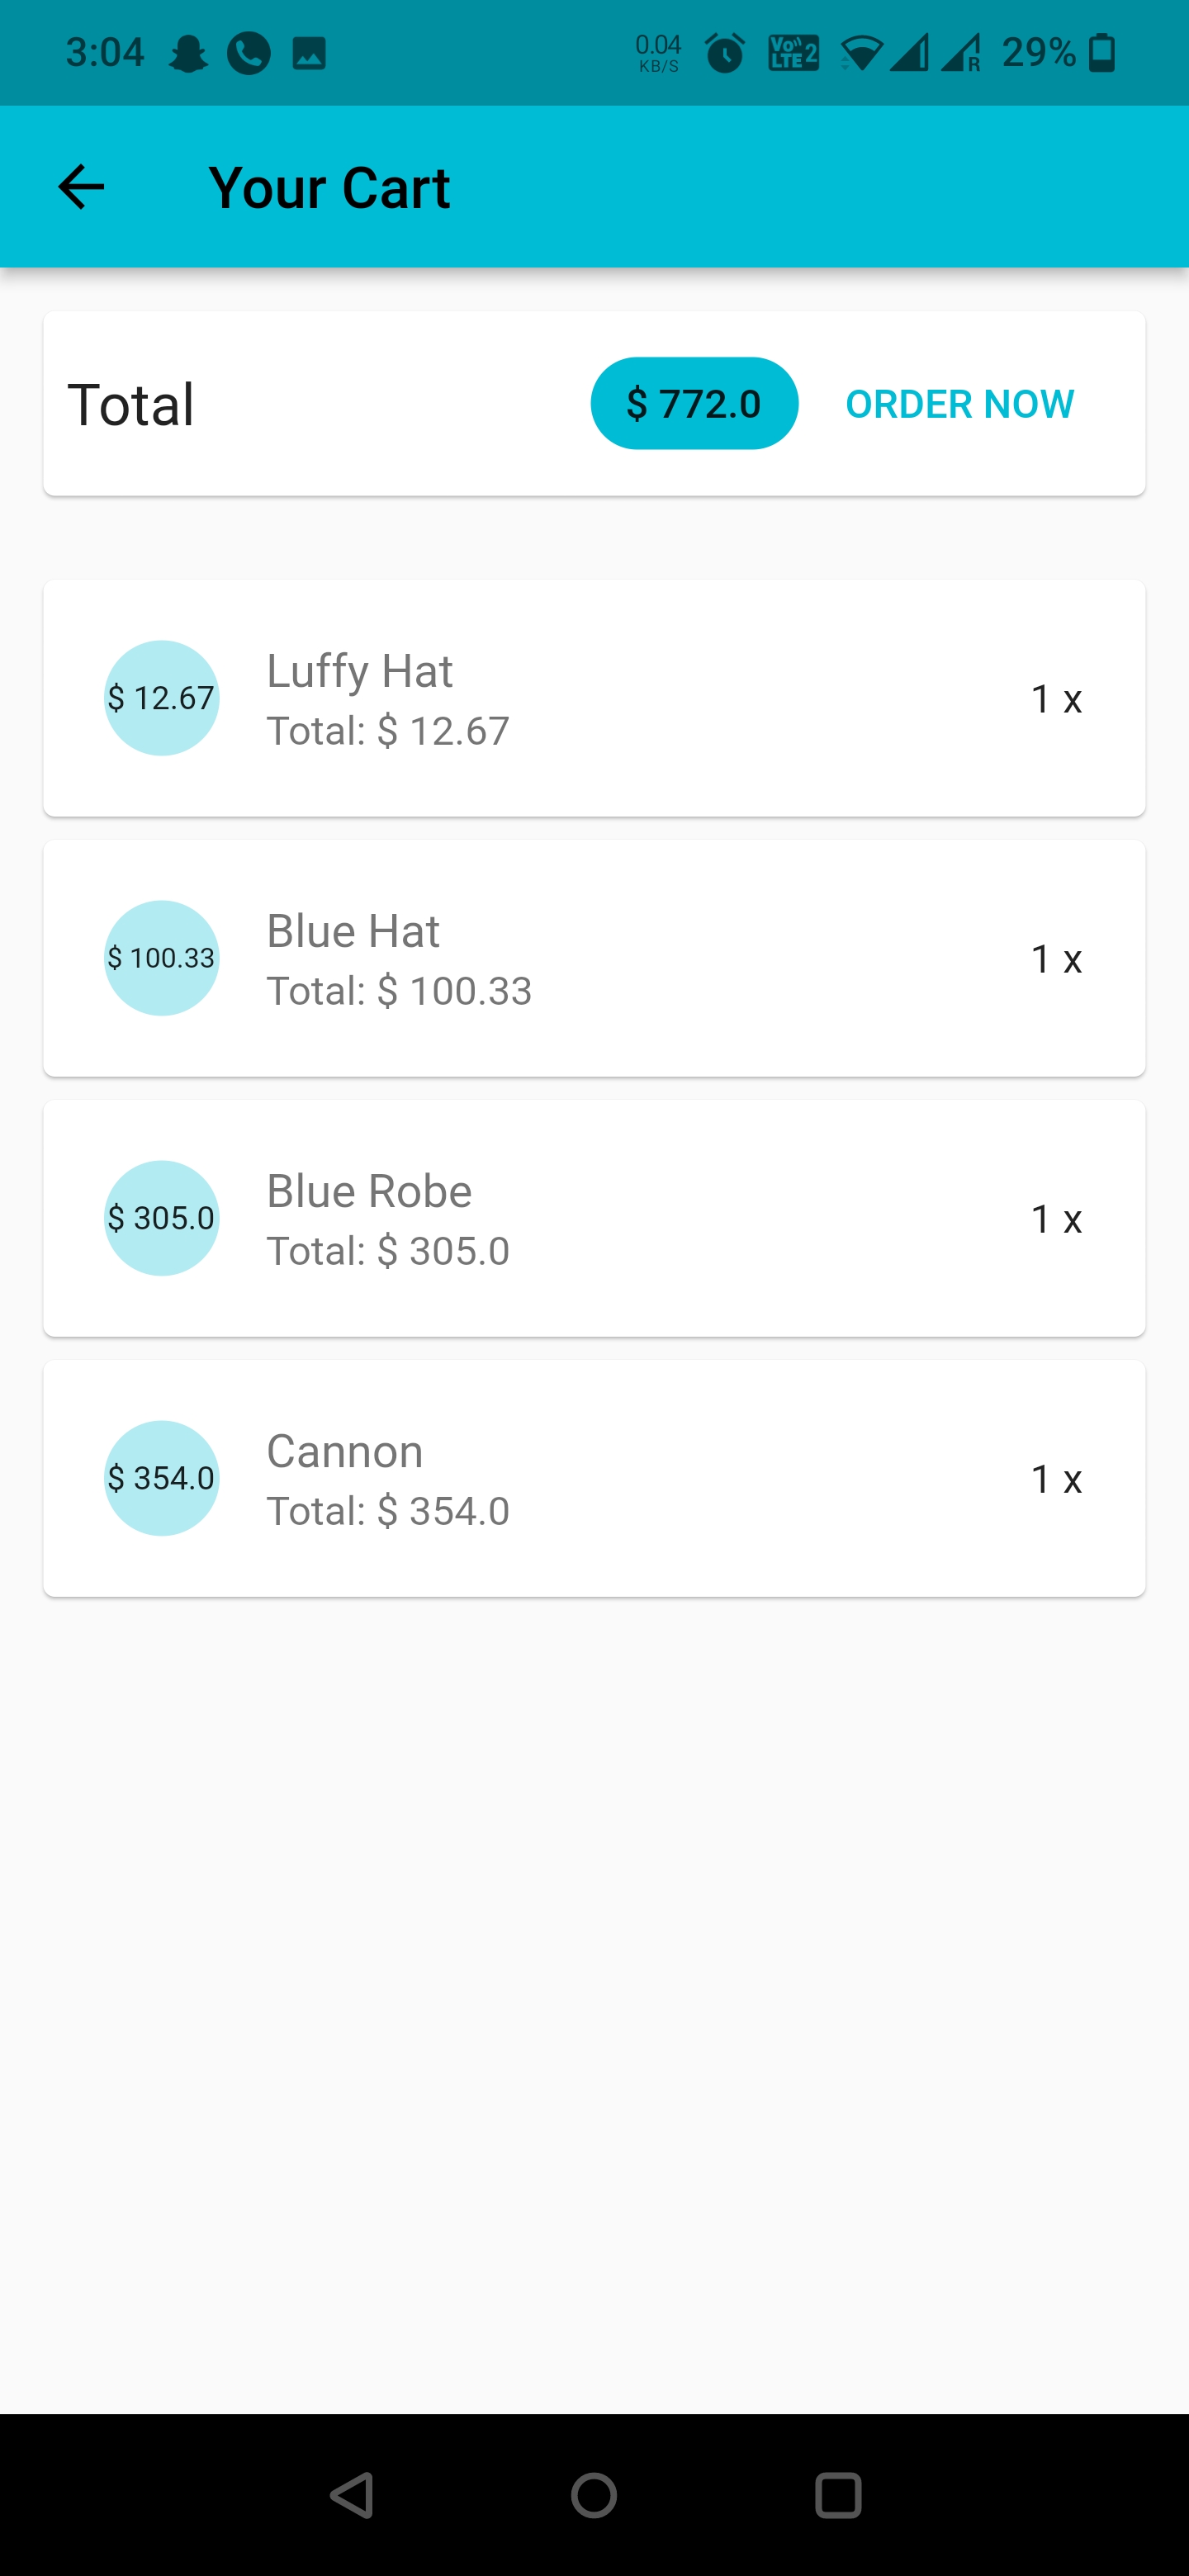 3:04 0.04 KB/S Vo)) LTE 2 R 29%
Your Cart
Total $ 772.0 ORDER NOW
$ 12.67 Luffy Hat 1 x
Total: $ 12.67
$ 100.33 Blue Hat 1 x
Total: $ 100.33
$ 305.0 Blue Robe 1 x
Total: $ 305.0
$ 354.0 Cannon 1 x
Total: $ 354.0